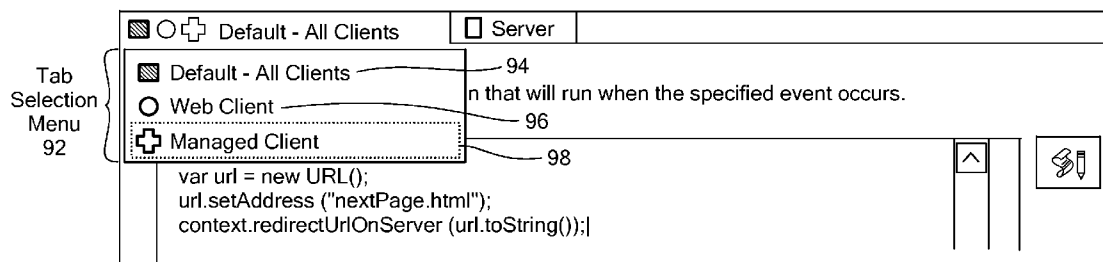 Default - All Clients Server
Tab Selection Menu 92
Default - All Clients 94
n that will run when the specified event occurs.
Web Client 96
Managed Client 98
var url = new URL();
url.setAddress ("nextPage.html");
context.redirectUrlOnServer (url.toString());